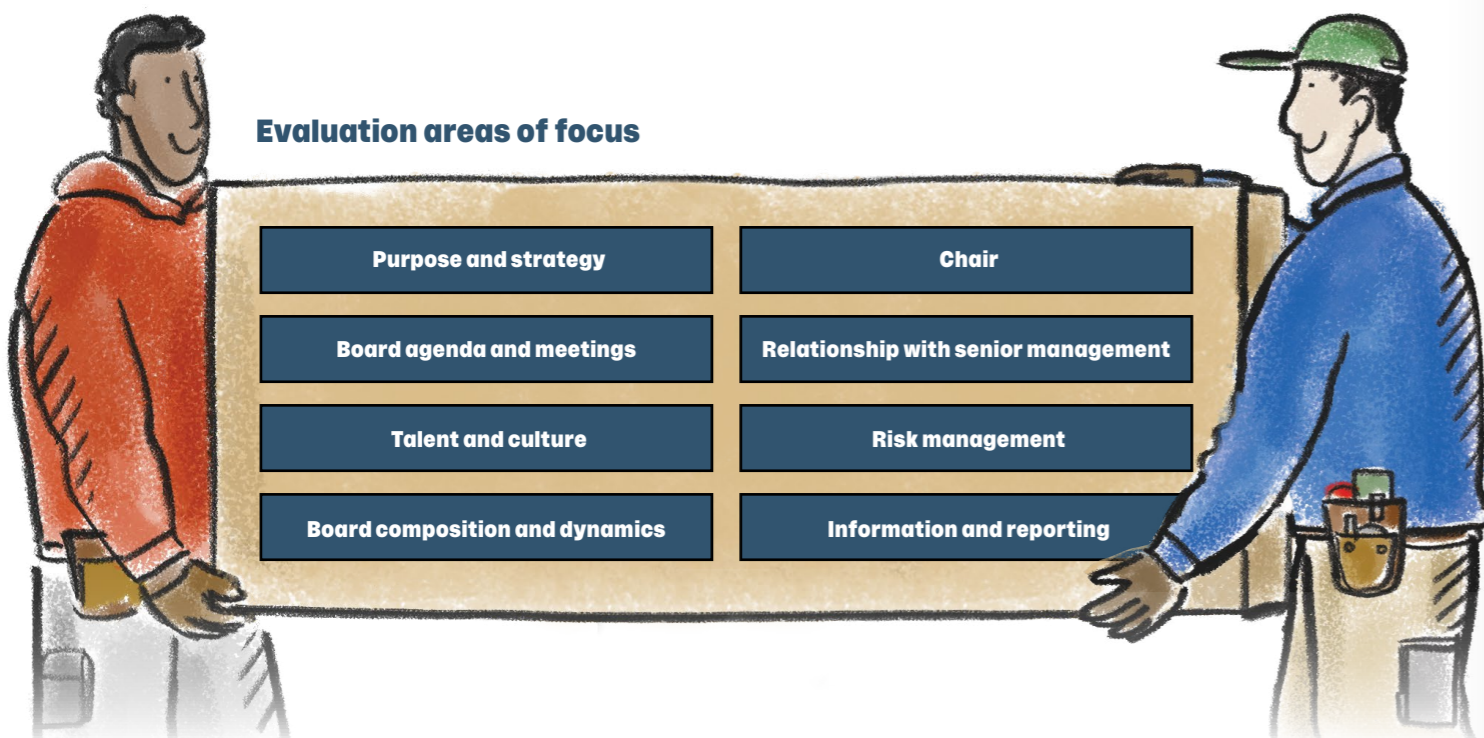 Evaluation areas of focus
Purpose and strategy
Chair
Board agenda and meetings
Relationship with senior management
Talent and culture
Risk management
Board composition and dynamics
Information and reporting